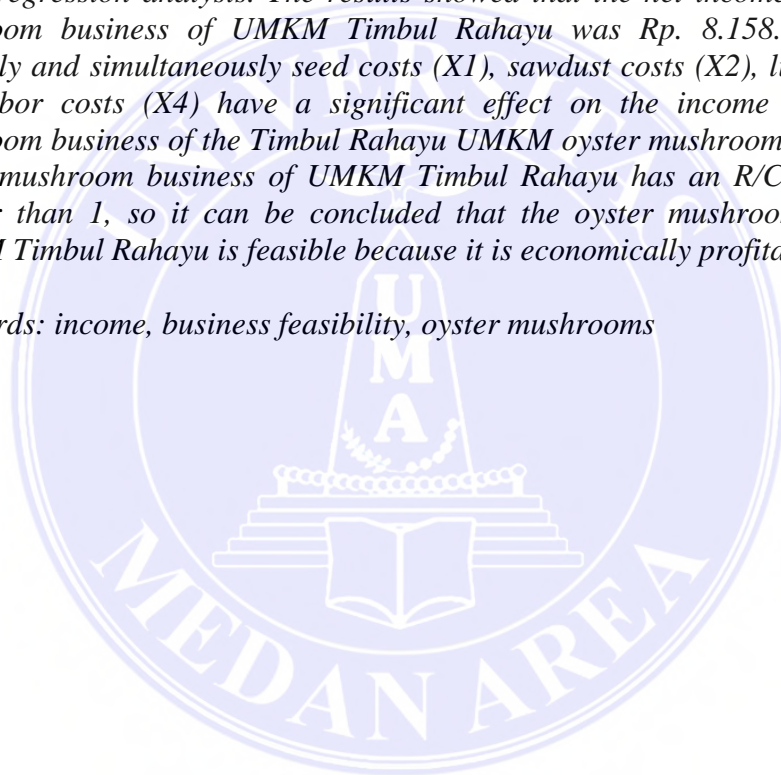 regression analysis. The results showed that the net income
room business of UMKM Timbul Rahayu was Rp. 8.158.
ly and simultaneously seed costs (X1), sawdust costs (X2), li
bor costs (X4) have a significant effect on the income
oom business of the Timbul Rahayu UMKM oyster mushroom
mushroom business of UMKM Timbul Rahayu has an R/C
r than 1, so it can be concluded that the oyster mushroom
M Timbul Rahayu is feasible because it is economically profita
rds: income, business feasibility, oyster mushrooms
UNIVERSITAS
UMA
MEDAN AREA